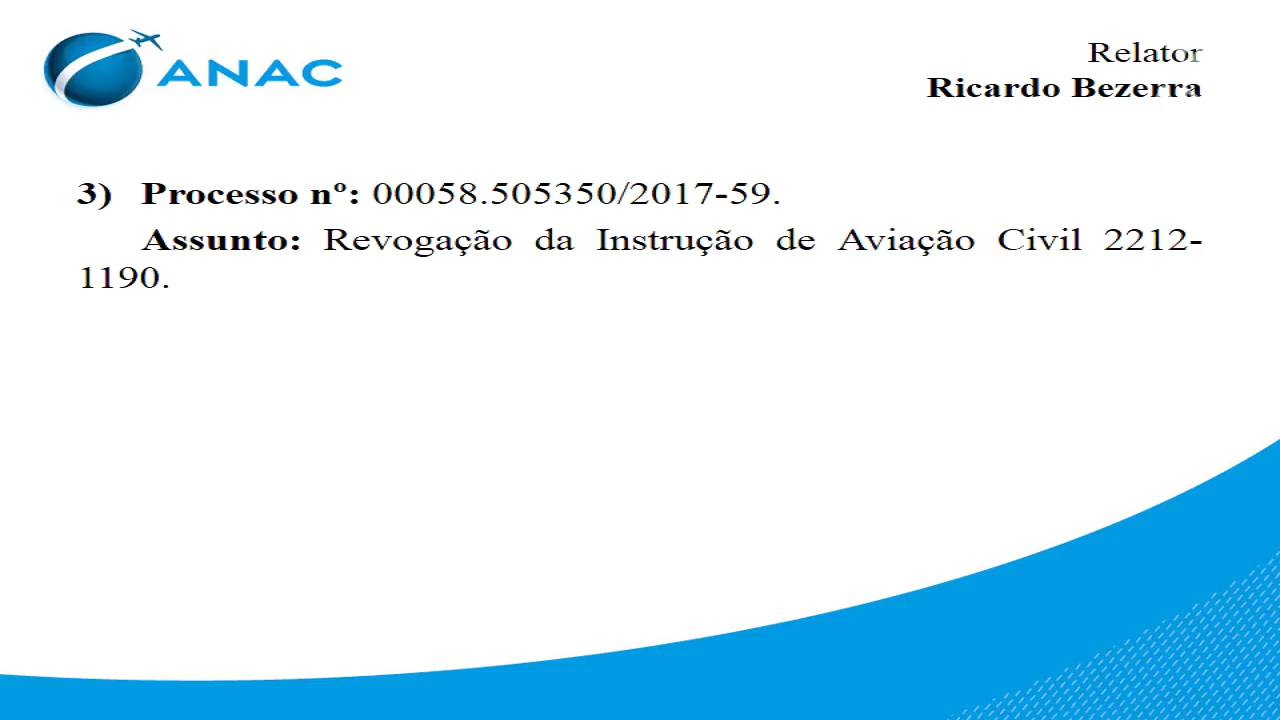 ANAC
Relator
Ricardo Bezerra
3) Processo nº: 00058.505350/2017-59.
Assunto: Revogação da Instrução de Aviação Civil 2212-
1190.